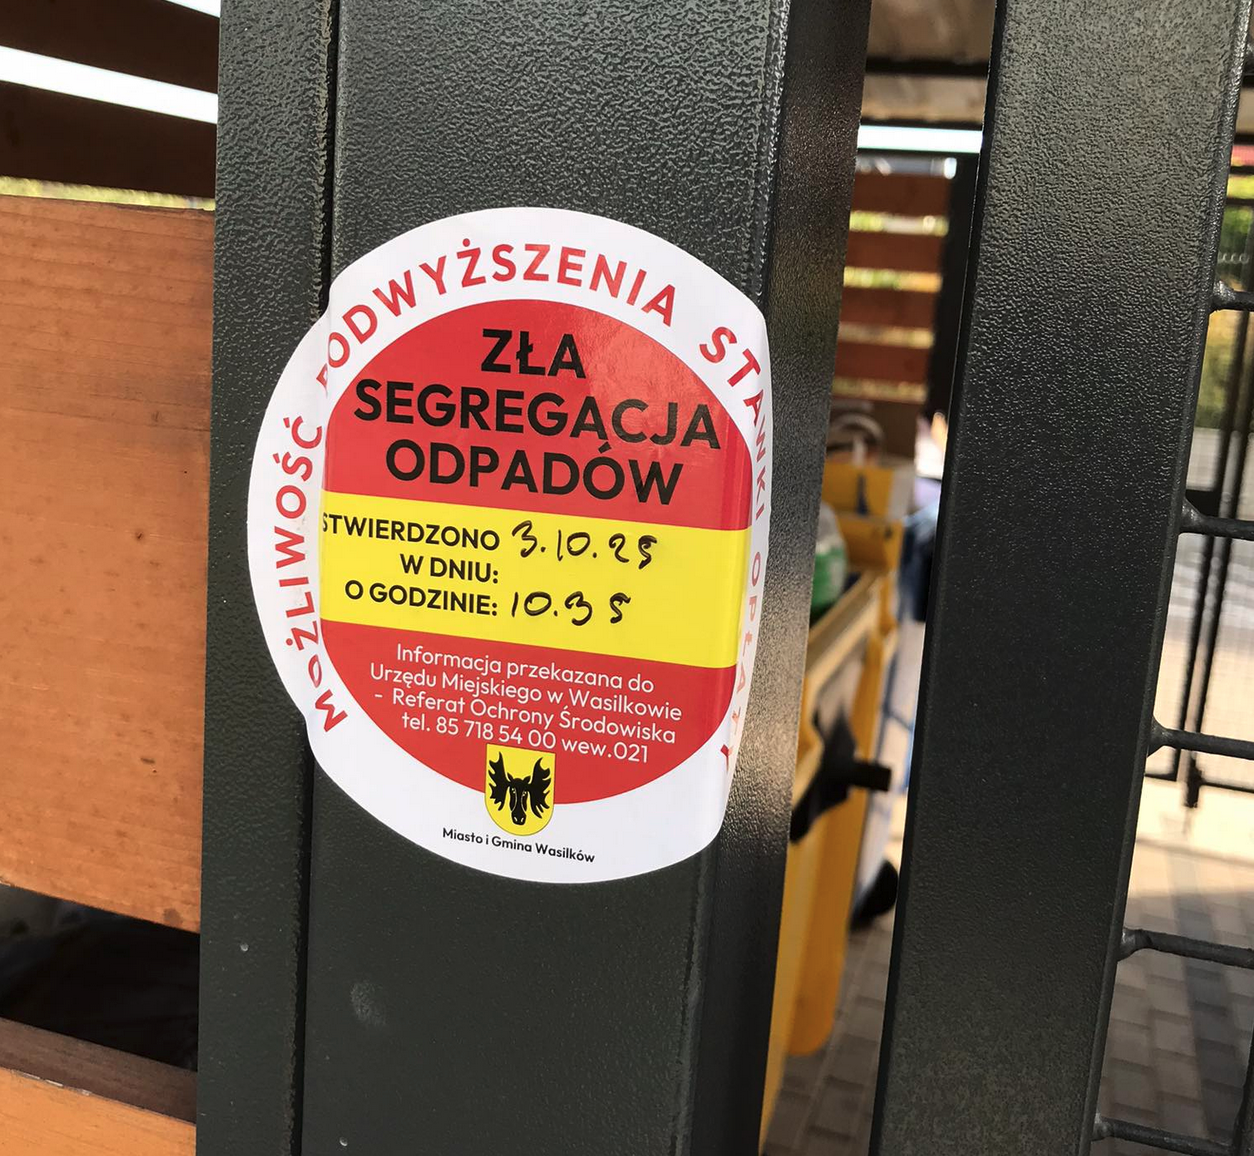 MOŻLIWOŚĆ PODWYŻSZENIA STAWKI OPŁATY
ZŁA
SEGREGACJA
ODPADÓW
STWIERDZONO 3.10.25
W DNIU:
O GODZINIE: 10.35
Informacja przekazana do
Urzędu Miejskiego w Wasilkowie
- Referat Ochrony Środowiska
tel. 85 718 54 00 wew.021
Miasto i Gmina Wasilków